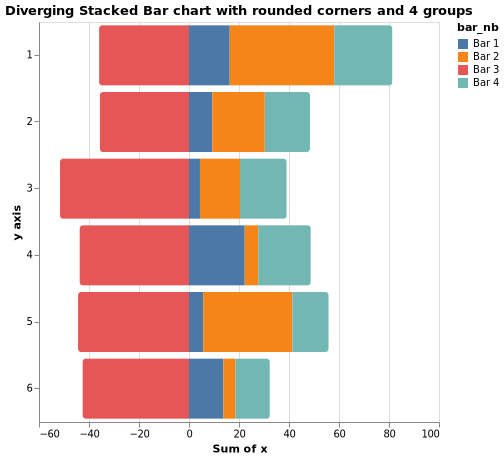 Diverging Stacked Bar chart with rounded corners and 4 groups
bar_nb
Bar 1
Bar 2
Bar 3
Bar 4
y axis
1
2
3
4
5
6
−60 −40 −20 0 20 40 60 80 100
Sum of x